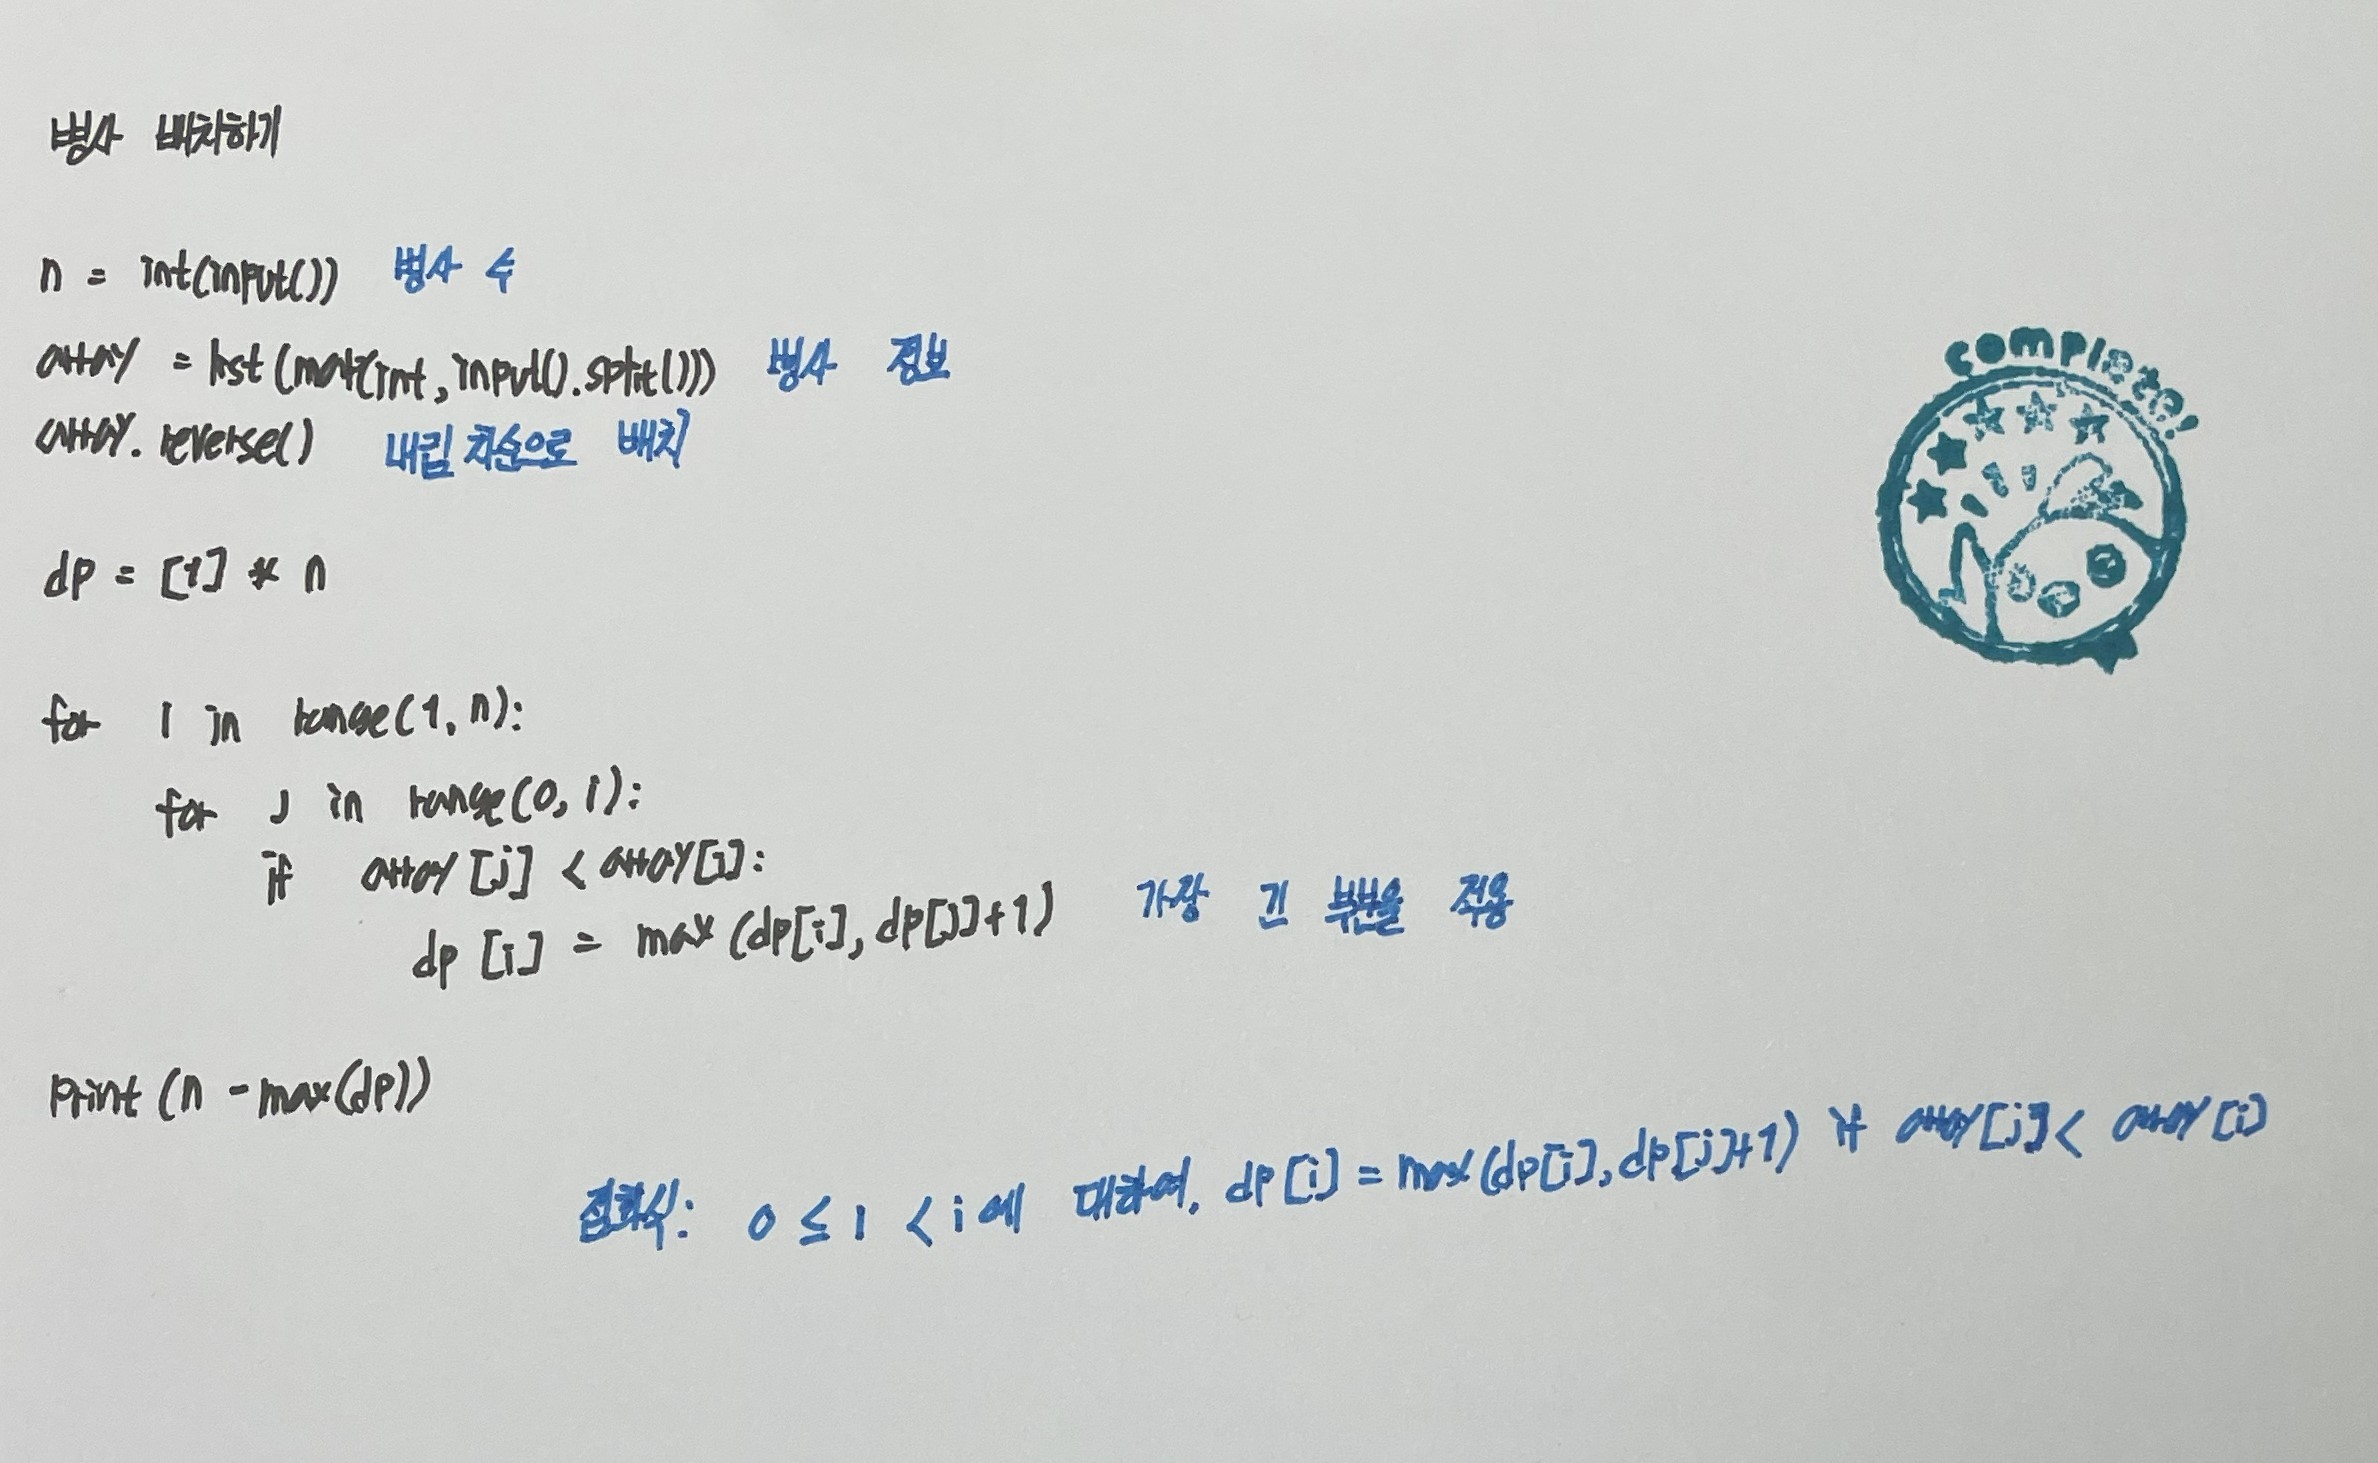 병사 배치하기
n = int(input()) 병사 수
array = list(map(int, input().split())) 병사 정보
array.reverse() 내림 차순으로 배치
dp = [1] * n
for i in range(1, n):
for j in range(0, i):
if array[j] < array[i]:
dp[i] = max(dp[i], dp[j]+1) 가장 긴 부분을 적용
print(n - max(dp))
점화식: 0 ≤ i < i에 대하여, dp[i] = max(dp[i], dp[j]+1) if array[j] < array[i]
complete!